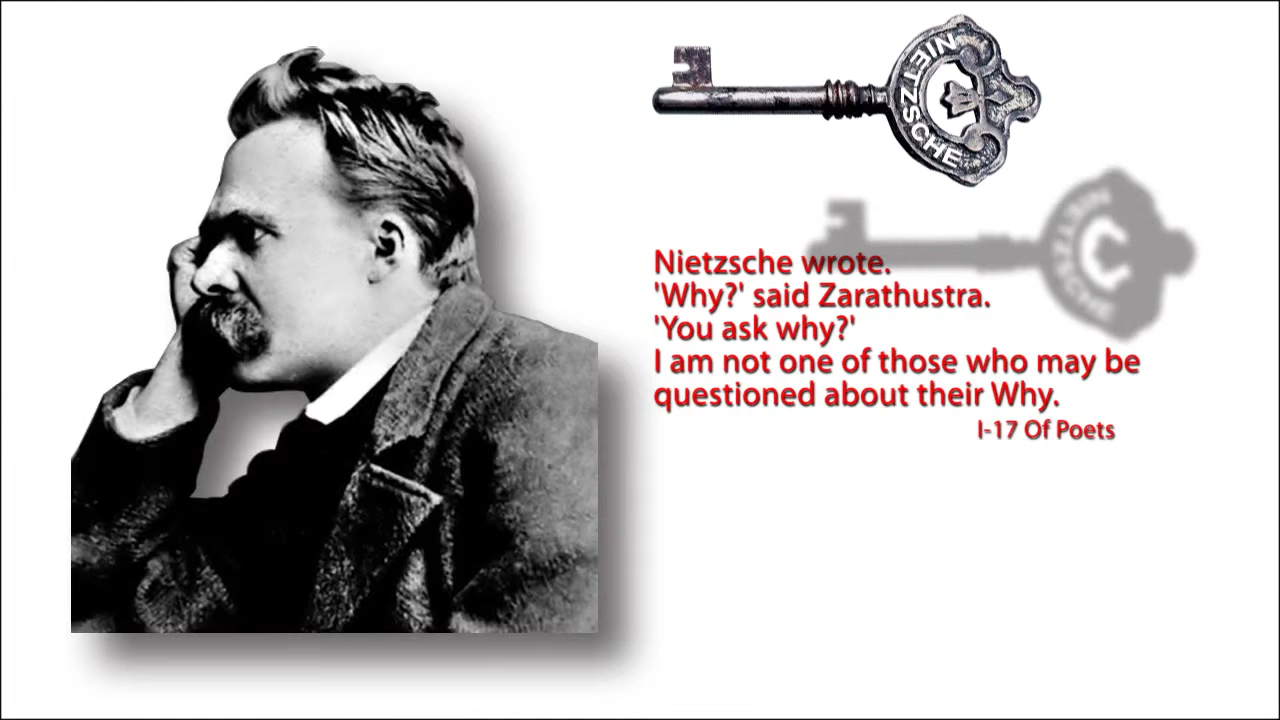 NIETZSCHE
NIETZSCHE
Nietzsche wrote.
'Why?' said Zarathustra.
'You ask why?'
I am not one of those who may be
questioned about their Why.
I-17 Of Poets